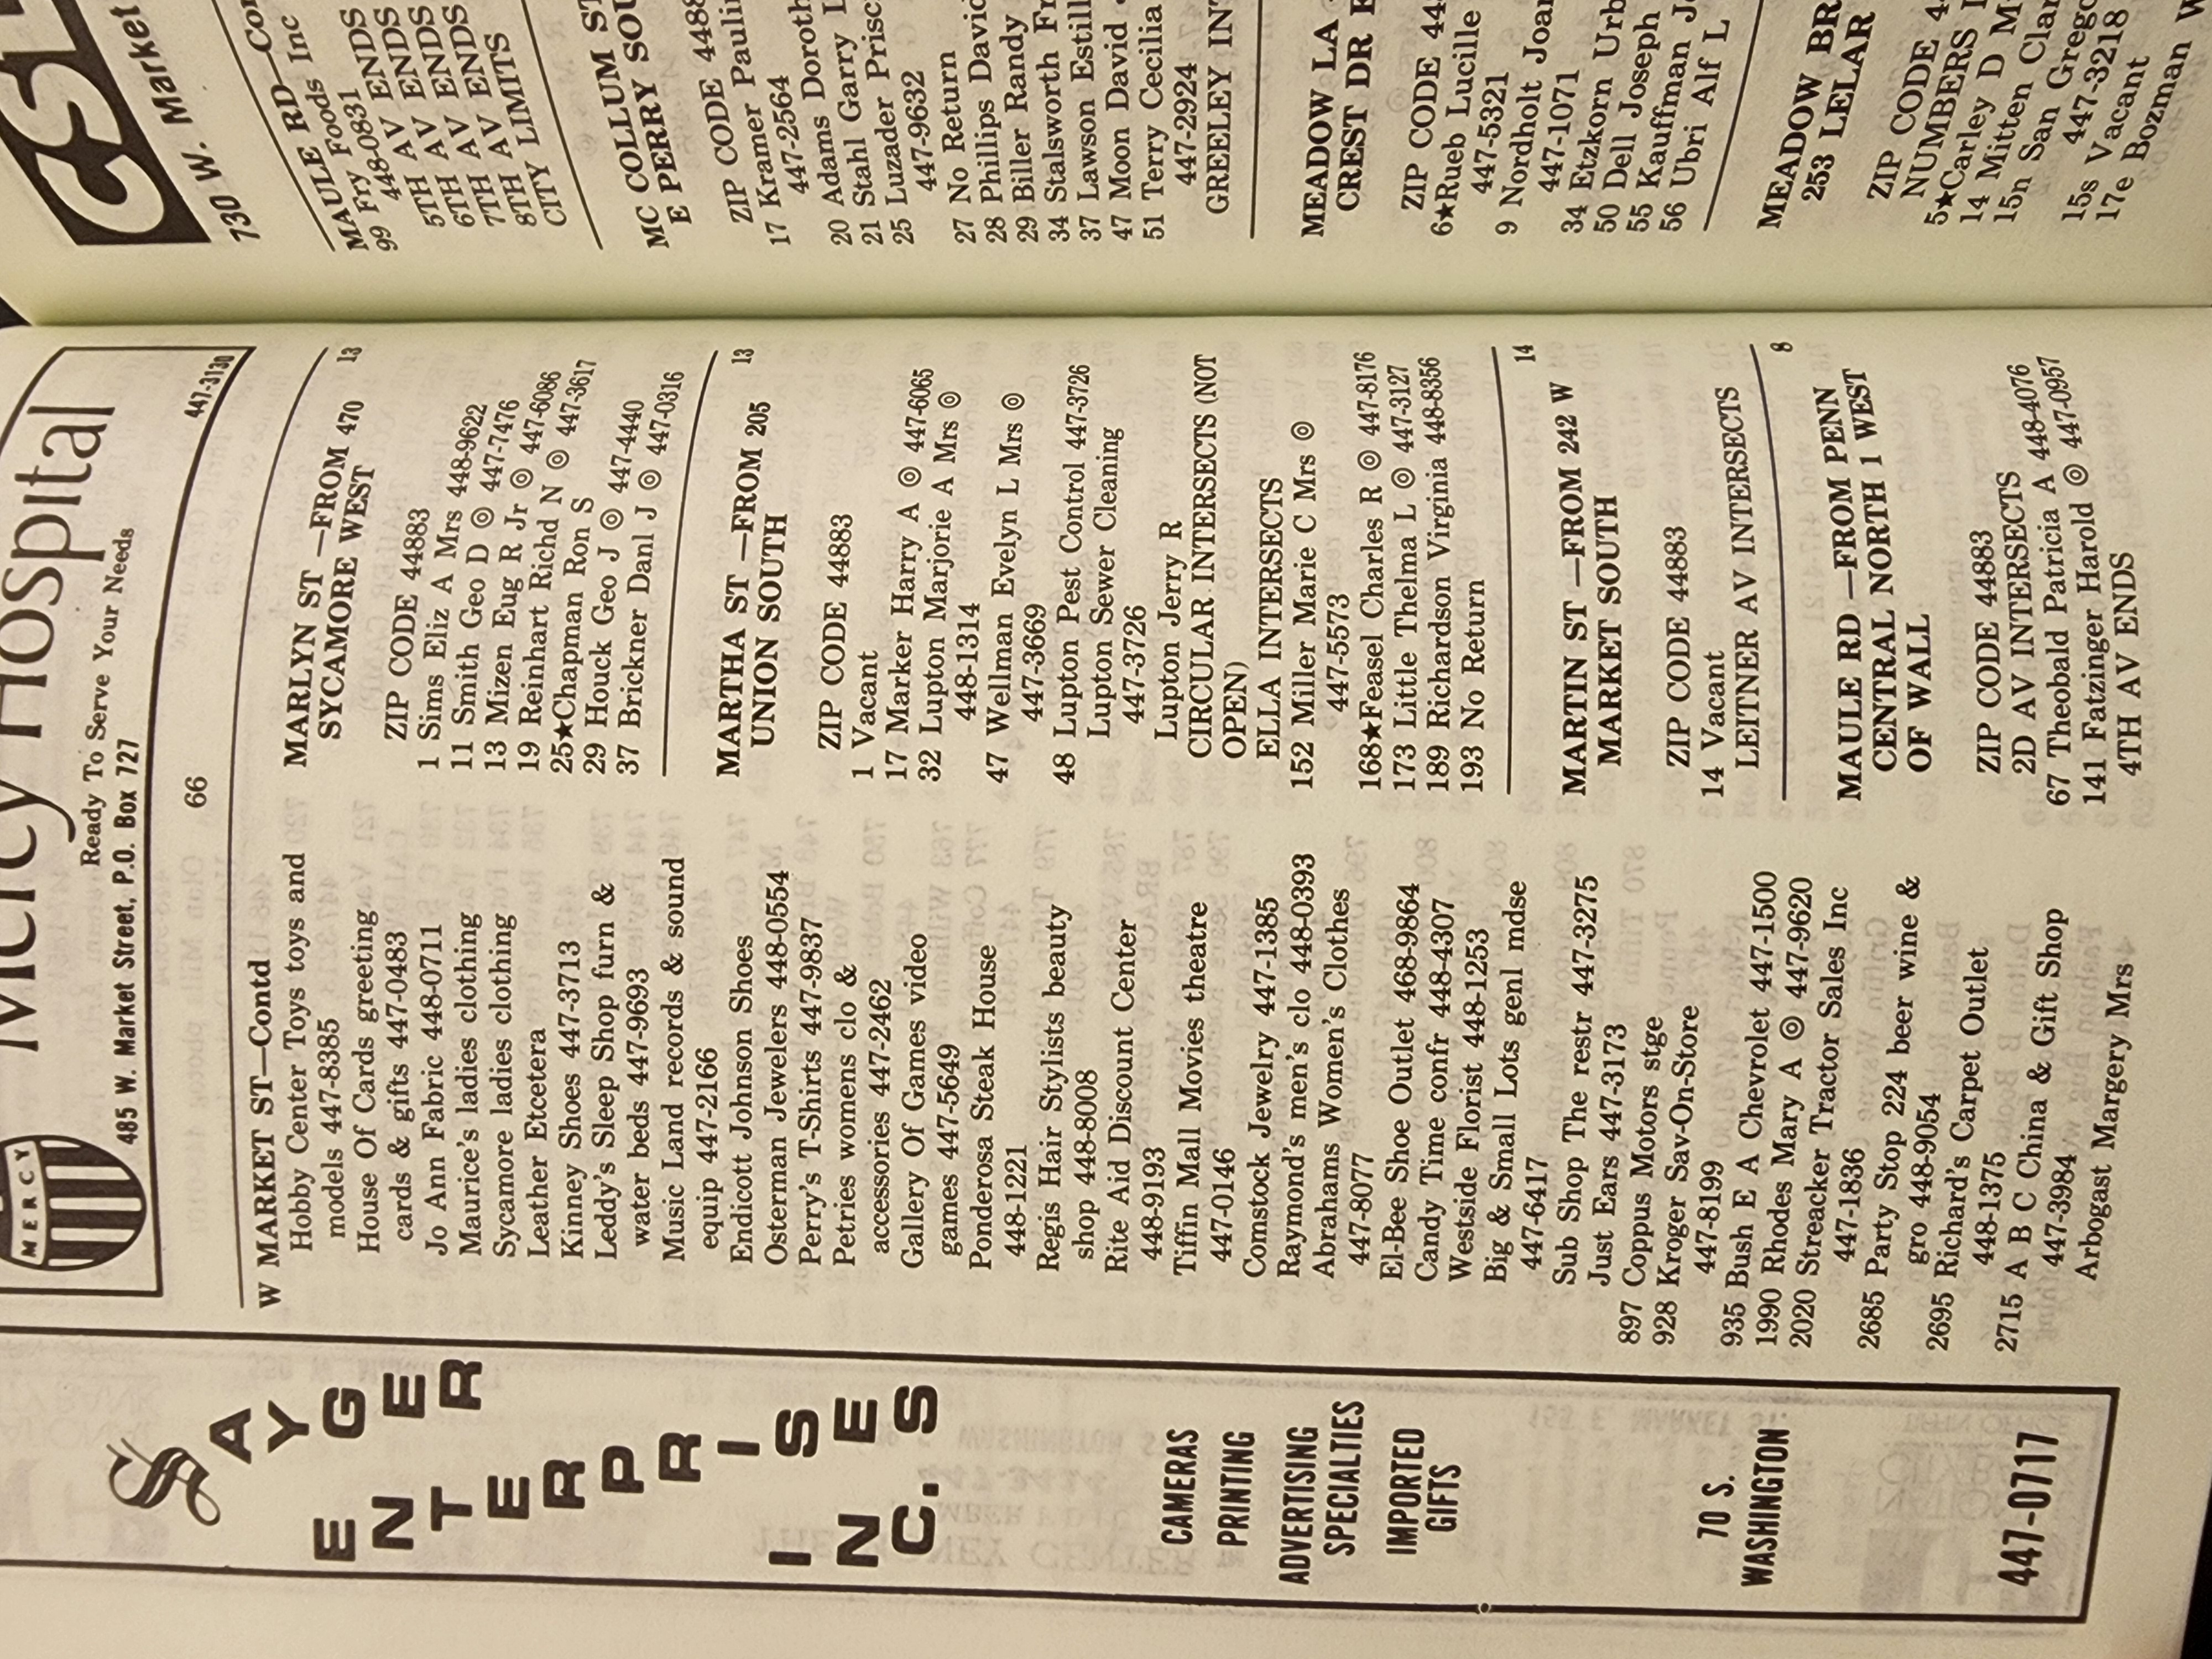 Mercy Hospital
MERCY
Ready To Serve Your Needs
485 W. Market Street, P.O. Box 727
447-3130
66
SAYGER
ENTERPRISES
INC.
CAMERAS
PRINTING
ADVERTISING
SPECIALTIES
IMPORTED
GIFTS
70 S.
WASHINGTON
447-0717
W MARKET ST—Contd
Hobby Center Toys toys and
models 447-8385
House Of Cards greeting
cards & gifts 447-0483
Jo Ann Fabric 448-0711
Maurice's ladies clothing
Sycamore ladies clothing
Leather Etcetera
Kinney Shoes 447-3713
Leddy's Sleep Shop furn &
water beds 447-9693
Music Land records & sound
equip 447-2166
Endicott Johnson Shoes
Osterman Jewelers 448-0554
Perry's T-Shirts 447-9837
Petries womens clo &
accessories 447-2462
Gallery Of Games video
games 447-5649
Ponderosa Steak House
448-1221
Regis Hair Stylists beauty
shop 448-8008
Rite Aid Discount Center
448-9193
Tiffin Mall Movies theatre
447-0146
Comstock Jewelry 447-1385
Raymond's men's clo 448-0393
Abrahams Women's Clothes
447-8077
El-Bee Shoe Outlet 468-9864
Candy Time confr 448-4307
Westside Florist 448-1253
Big & Small Lots genl mdse
447-6417
Sub Shop The restr 447-3275
Just Ears 447-3173
897 Coppus Motors stge
928 Kroger Sav-On-Store
447-8199
935 Bush E A Chevrolet 447-1500
1990 Rhodes Mary A ⊚ 447-9620
2020 Streacker Tractor Sales Inc
447-1836
2685 Party Stop 224 beer wine &
gro 448-9054
2695 Richard's Carpet Outlet
448-1375
2715 A B C China & Gift Shop
447-3984
Arbogast Margery Mrs
MARLYN ST —FROM 470
SYCAMORE WEST 13
ZIP CODE 44883
1 Sims Eliz A Mrs 448-9622
11 Smith Geo D ⊚ 447-7476
13 Mizen Eug R Jr ⊚ 447-6086
19 Reinhart Richd N ⊚ 447-3617
25★Chapman Ron S
29 Houck Geo J ⊚ 447-4440
37 Brickner Danl J ⊚ 447-0316
MARTHA ST —FROM 205
UNION SOUTH 13
ZIP CODE 44883
1 Vacant
17 Marker Harry A ⊚ 447-6065
32 Lupton Marjorie A Mrs ⊚
448-1314
47 Wellman Evelyn L Mrs ⊚
447-3669
48 Lupton Pest Control 447-3726
Lupton Sewer Cleaning
447-3726
Lupton Jerry R
CIRCULAR INTERSECTS (NOT
OPEN)
ELLA INTERSECTS
152 Miller Marie C Mrs ⊚
447-5573
168★Feasel Charles R ⊚ 447-8176
173 Little Thelma L ⊚ 447-3127
189 Richardson Virginia 448-8356
193 No Return
MARTIN ST —FROM 242 W
MARKET SOUTH 14
ZIP CODE 44883
14 Vacant
LEITNER AV INTERSECTS
MAULE RD —FROM PENN
CENTRAL NORTH 1 WEST
OF WALL 8
ZIP CODE 44883
2D AV INTERSECTS
67 Theobald Patricia A 448-4076
141 Fatzinger Harold ⊚ 447-0957
4TH AV ENDS
730 W. Market
MAULE RD—Con
99 Fry Foods Inc
448-0831
5TH AV ENDS
6TH AV ENDS
7TH AV ENDS
8TH AV ENDS
CITY LIMITS
MC COLLUM ST
E PERRY SOU
ZIP CODE 4488
17 Kramer Paulin
447-2564
20 Adams Doroth
21 Stahl Garry L
25 Luzader Prisc
447-9632
27 No Return
28 Phillips David
29 Biller Randy
34 Stalsworth Fr
37 Lawson Estill
47 Moon David
51 Terry Cecilia
447-2924
GREELEY INT
MEADOW LA
CREST DR E
ZIP CODE 44
6★Rueb Lucille
447-5321
9 Nordholt Joan
447-1071
34 Etzkorn Urb
50 Dell Joseph
55 Kauffman J
56 Ubri Alf L
MEADOW BR
253 LELAR
ZIP CODE 4
NUMBERS I
5★Carley D M
14 Mitten Clar
15n San Grego
447-3218
15s Vacant
17e Bozman W